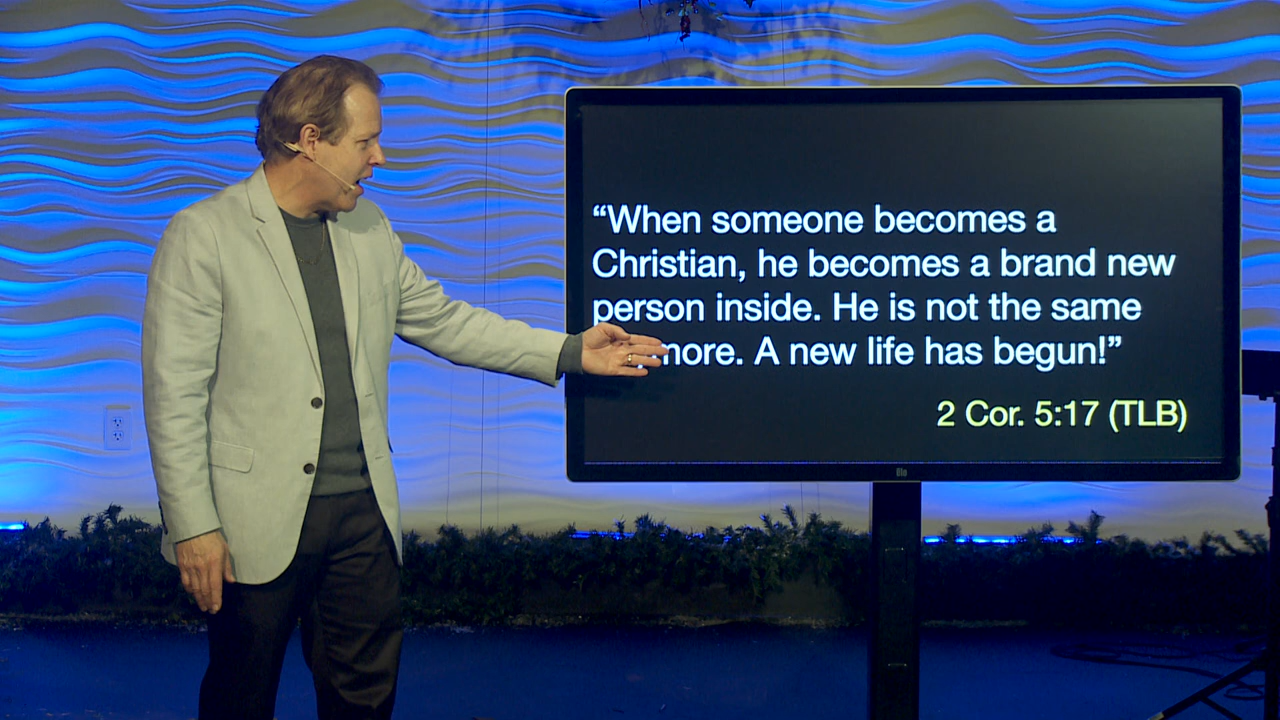 “When someone becomes a
Christian, he becomes a brand new
person inside. He is not the same
more. A new life has begun!”
2 Cor. 5:17 (TLB)
Elo